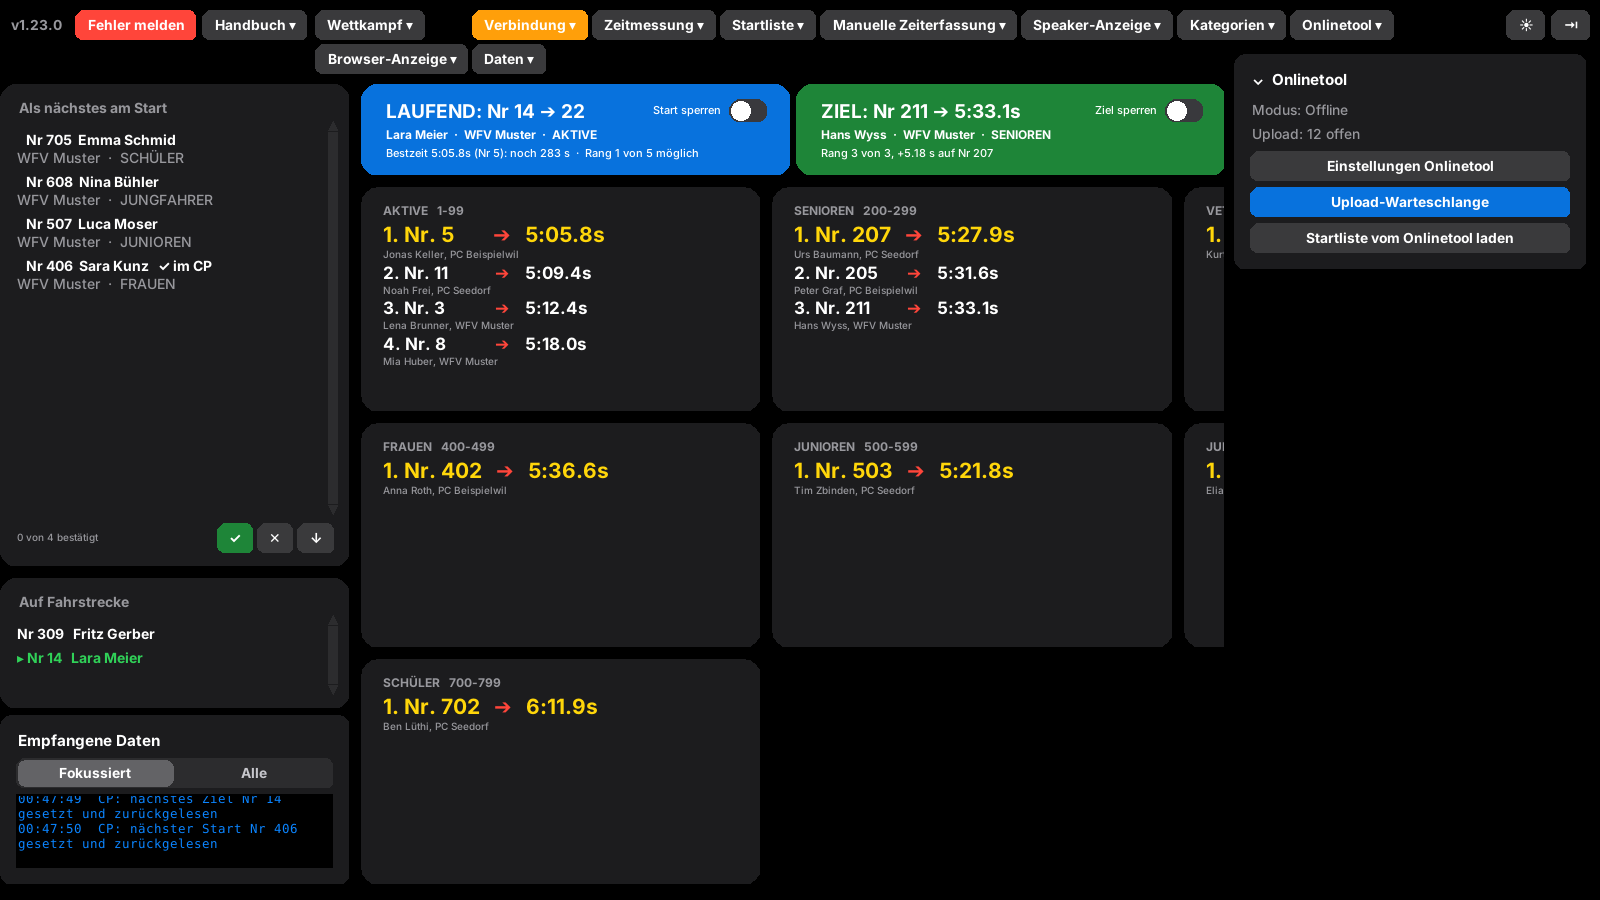 v1.23.0
Fehler melden
Handbuch ▾
Wettkampf ▾
Verbindung ▾
Zeitmessung ▾
Startliste ▾
Manuelle Zeiterfassung ▾
Speaker-Anzeige ▾
Kategorien ▾
Onlinetool ▾
Browser-Anzeige ▾
Daten ▾
Als nächstes am Start
Nr 705 Emma Schmid
WFV Muster · SCHÜLER
Nr 608 Nina Bühler
WFV Muster · JUNGFAHRER
Nr 507 Luca Moser
WFV Muster · JUNIOREN
Nr 406 Sara Kunz ✓ im CP
WFV Muster · FRAUEN
0 von 4 bestätigt
Auf Fahrstrecke
Nr 309 Fritz Gerber
▸ Nr 14 Lara Meier
Empfangene Daten
Fokussiert
Alle
00:47:49 CP: nächstes Ziel Nr 14
gesetzt und zurückgelesen
00:47:50 CP: nächster Start Nr 406
gesetzt und zurückgelesen
LAUFEND: Nr 14 → 22
Start sperren
Lara Meier · WFV Muster · AKTIVE
Bestzeit 5:05.8s (Nr 5): noch 283 s · Rang 1 von 5 möglich
ZIEL: Nr 211 → 5:33.1s
Ziel sperren
Hans Wyss · WFV Muster · SENIOREN
Rang 3 von 3, +5.18 s auf Nr 207
AKTIVE 1-99
1. Nr. 5 → 5:05.8s
Jonas Keller, PC Beispielwil
2. Nr. 11 → 5:09.4s
Noah Frei, PC Seedorf
3. Nr. 3 → 5:12.4s
Lena Brunner, WFV Muster
4. Nr. 8 → 5:18.0s
Mia Huber, WFV Muster
SENIOREN 200-299
1. Nr. 207 → 5:27.9s
Urs Baumann, PC Seedorf
2. Nr. 205 → 5:31.6s
Peter Graf, PC Beispielwil
3. Nr. 211 → 5:33.1s
Hans Wyss, WFV Muster
1.
FRAUEN 400-499
1. Nr. 402 → 5:36.6s
Anna Roth, PC Beispielwil
JUNIOREN 500-599
1. Nr. 503 → 5:21.8s
Tim Zbinden, PC Seedorf
1.
SCHÜLER 700-799
1. Nr. 702 → 6:11.9s
Ben Lüthi, PC Seedorf
Onlinetool
Modus: Offline
Upload: 12 offen
Einstellungen Onlinetool
Upload-Warteschlange
Startliste vom Onlinetool laden